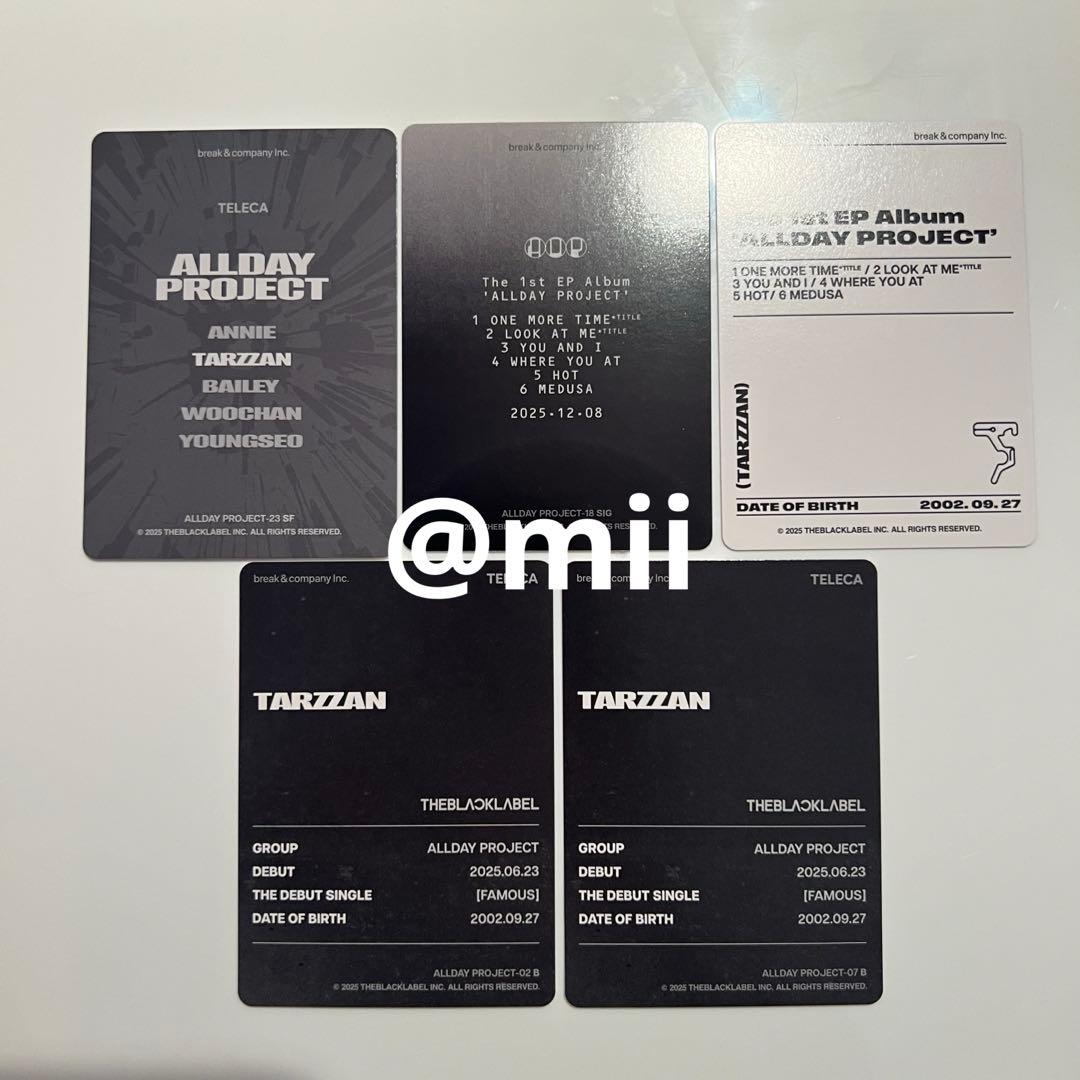 break & company Inc.
TELECA
ALLDAY
PROJECT
ANNIE
TARZZAN
BAILEY
WOOCHAN
YOUNGSEO
ALLDAY PROJECT-23 SF
© 2025 THEBLACKLABEL INC. ALL RIGHTS RESERVED.
break & company Inc.
The 1st EP Album
'ALLDAY PROJECT'
1 ONE MORE TIME*TITLE
2 LOOK AT ME*TITLE
3 YOU AND I
4 WHERE YOU AT
5 HOT
6 MEDUSA
2025-12-08
ALLDAY PROJECT-18 SIG
RESERVED.
break & company Inc.
1st EP Album
'ALLDAY PROJECT'
1 ONE MORE TIME*TITLE / 2 LOOK AT ME*TITLE
3 YOU AND I / 4 WHERE YOU AT
5 HOT / 6 MEDUSA
(TARZZAN)
DATE OF BIRTH 2002. 09. 27
© 2025 THEBLACKLABEL INC. ALL RIGHTS RESERVED.
@mii
break & company Inc. TELECA
TARZZAN
THEBLACKLABEL
GROUP ALLDAY PROJECT
DEBUT 2025.06.23
THE DEBUT SINGLE [FAMOUS]
DATE OF BIRTH 2002.09.27
ALLDAY PROJECT-02 B
© 2025 THEBLACKLABEL INC. ALL RIGHTS RESERVED.
break & company Inc. TELECA
TARZZAN
THEBLACKLABEL
GROUP ALLDAY PROJECT
DEBUT 2025.06.23
THE DEBUT SINGLE [FAMOUS]
DATE OF BIRTH 2002.09.27
ALLDAY PROJECT-07 B
© 2025 THEBLACKLABEL INC. ALL RIGHTS RESERVED.